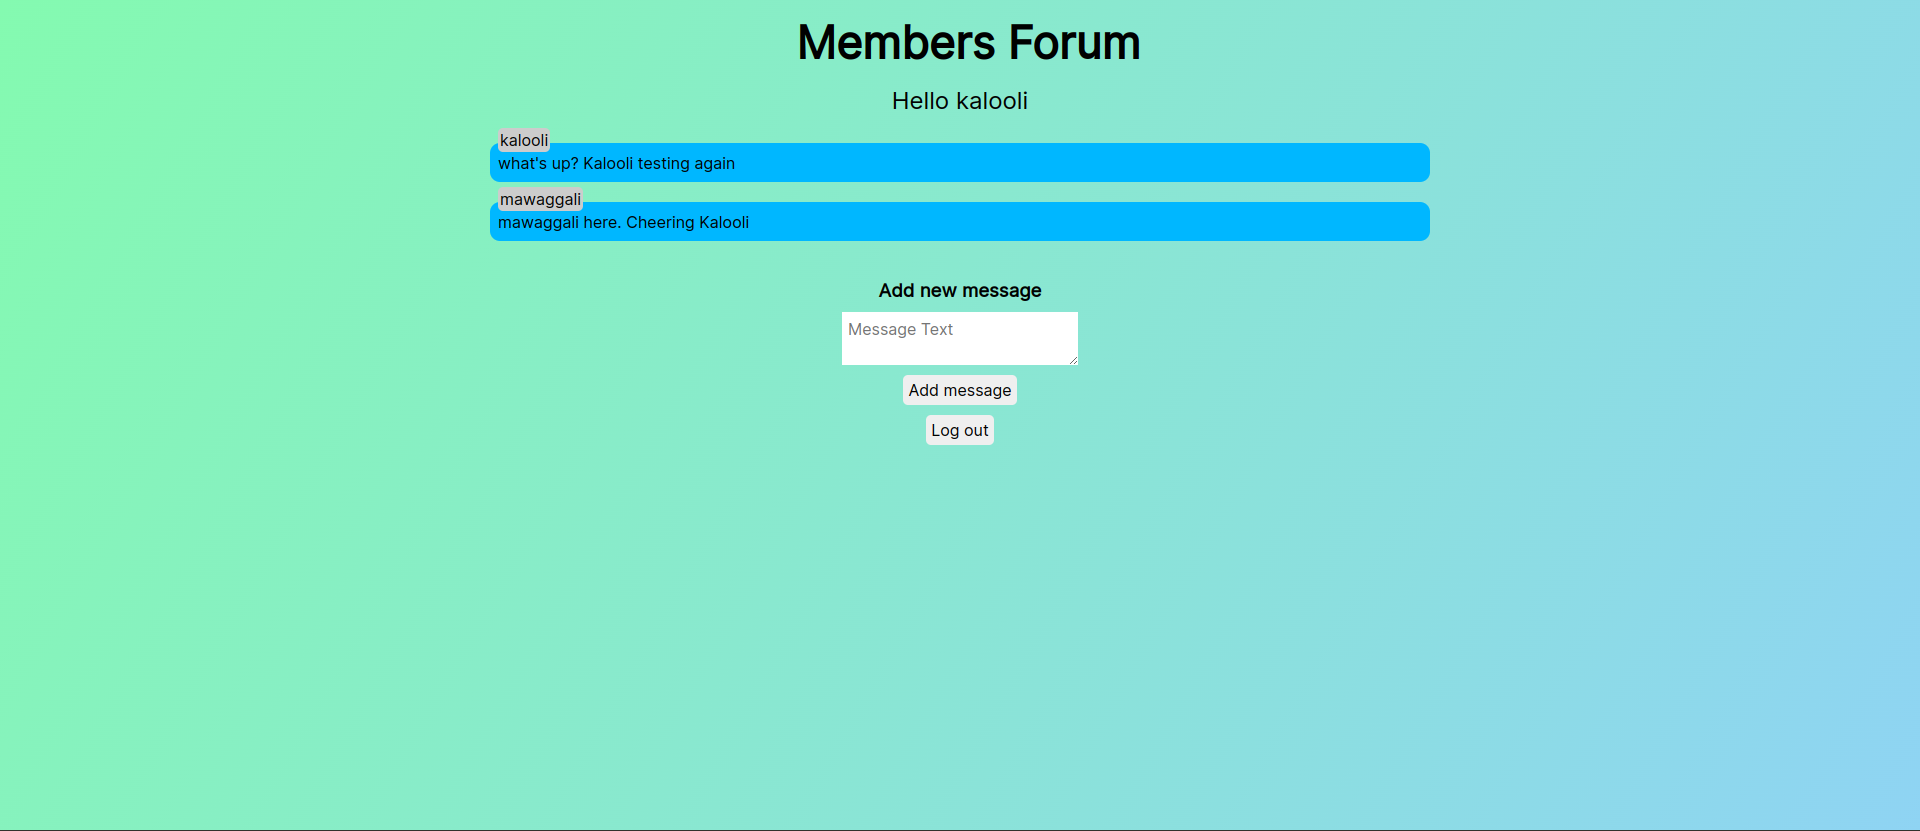 Members Forum
Hello kalooli
kalooli
what's up? Kalooli testing again
mawaggali
mawaggali here. Cheering Kalooli
Add new message
Message Text
Add message
Log out